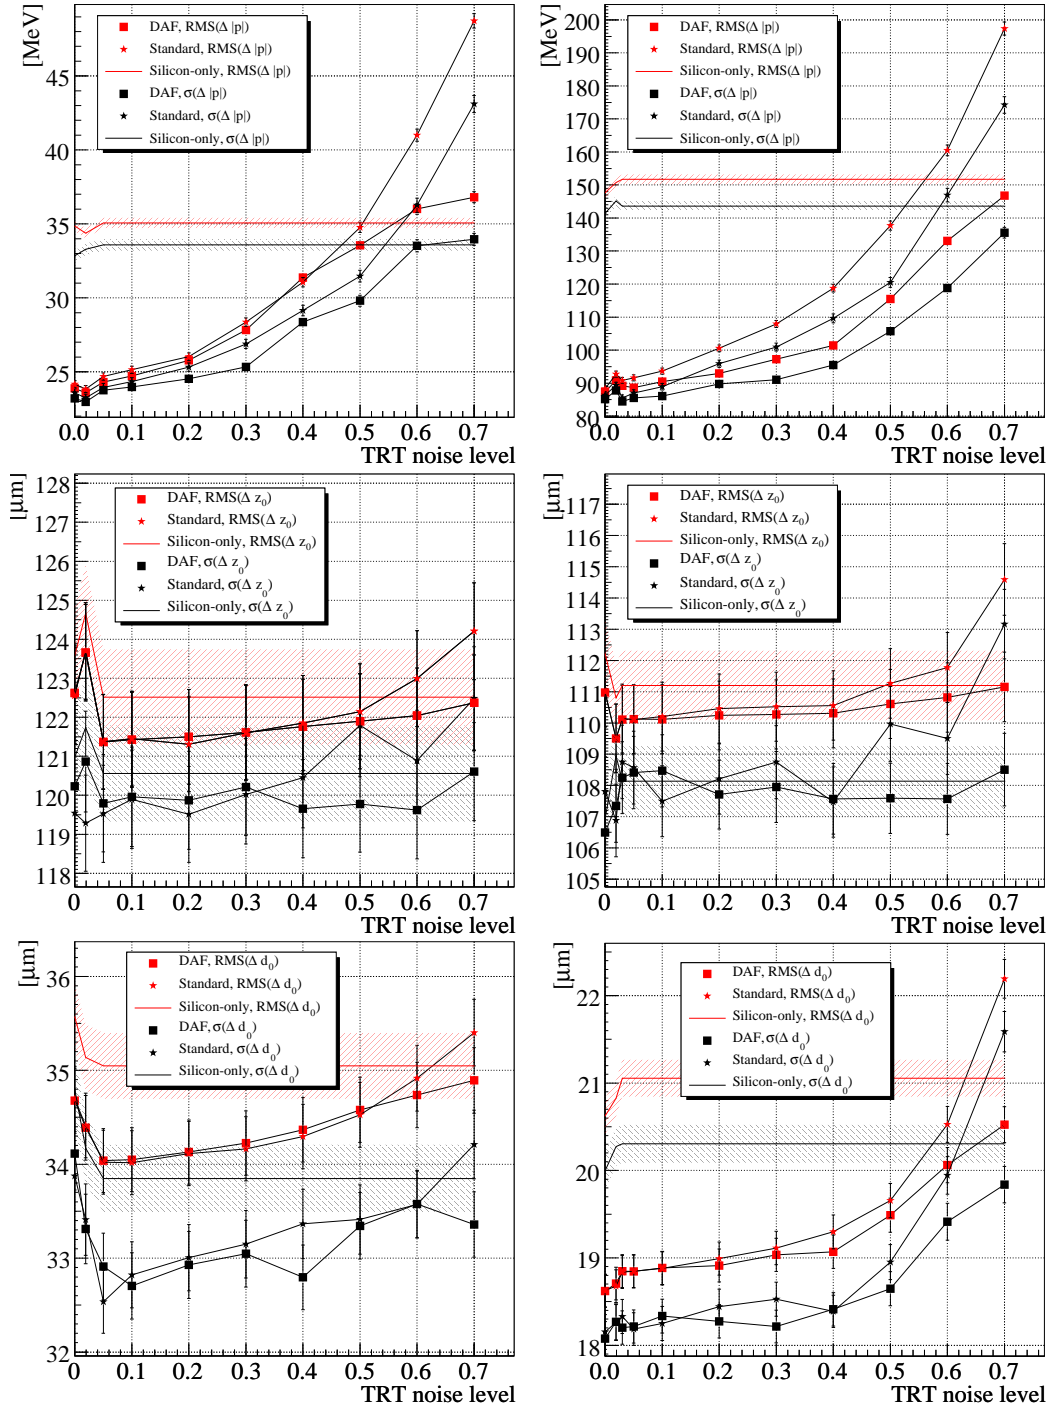 [MeV]
DAF, RMS(Δ |p|)
Standard, RMS(Δ |p|)
Silicon-only, RMS(Δ |p|)
DAF, σ(Δ |p|)
Standard, σ(Δ |p|)
Silicon-only, σ(Δ |p|)
45
40
35
30
25
0.0 0.1 0.2 0.3 0.4 0.5 0.6 0.7
TRT noise level
[MeV]
DAF, RMS(Δ |p|)
Standard, RMS(Δ |p|)
Silicon-only, RMS(Δ |p|)
DAF, σ(Δ |p|)
Standard, σ(Δ |p|)
Silicon-only, σ(Δ |p|)
200
190
180
170
160
150
140
130
120
110
100
90
80
0.0 0.1 0.2 0.3 0.4 0.5 0.6 0.7
TRT noise level
[μm]
DAF, RMS(Δ z₀)
Standard, RMS(Δ z₀)
Silicon-only, RMS(Δ z₀)
DAF, σ(Δ z₀)
Standard, σ(Δ z₀)
Silicon-only, σ(Δ z₀)
128
127
126
125
124
123
122
121
120
119
118
0.0 0.1 0.2 0.3 0.4 0.5 0.6 0.7
TRT noise level
[μm]
DAF, RMS(Δ z₀)
Standard, RMS(Δ z₀)
Silicon-only, RMS(Δ z₀)
DAF, σ(Δ z₀)
Standard, σ(Δ z₀)
Silicon-only, σ(Δ z₀)
117
116
115
114
113
112
111
110
109
108
107
106
105
0.0 0.1 0.2 0.3 0.4 0.5 0.6 0.7
TRT noise level
[μm]
DAF, RMS(Δ d₀)
Standard, RMS(Δ d₀)
Silicon-only, RMS(Δ d₀)
DAF, σ(Δ d₀)
Standard, σ(Δ d₀)
Silicon-only, σ(Δ d₀)
36
35
34
33
32
0.0 0.1 0.2 0.3 0.4 0.5 0.6 0.7
TRT noise level
[μm]
DAF, RMS(Δ d₀)
Standard, RMS(Δ d₀)
Silicon-only, RMS(Δ d₀)
DAF, σ(Δ d₀)
Standard, σ(Δ d₀)
Silicon-only, σ(Δ d₀)
22
21
20
19
18
0.0 0.1 0.2 0.3 0.4 0.5 0.6 0.7
TRT noise level